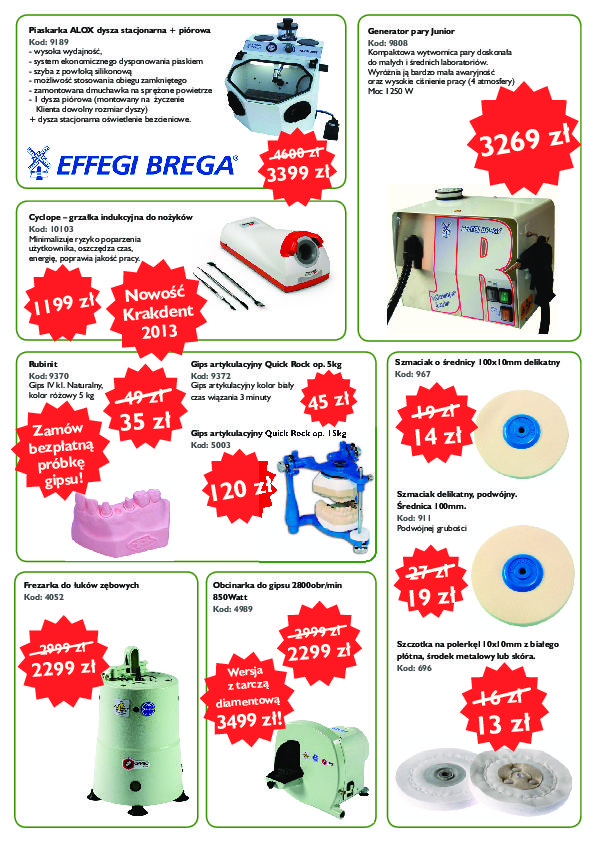 Piaskarka ALOX dysza stacjonarna + piórowa
Kod: 9189
- wysoka wydajność,
- system ekonomicznego dysponowania piaskiem
- szyba z powłoką silikonową
- możliwość stosowania obiegu zamkniętego
- zamontowana dmuchawka na sprężone powietrze
- 1 dysza piórowa (montowany na życzenie
Klienta dowolny rozmiar dyszy)
+ dysza stacjonarna oświetlenie bezcieniowe.
EFFEGI BREGA®
4600 zł
3399 zł
Generator pary Junior
Kod: 9808
Kompaktowa wytwornica pary doskonała
do małych i średnich laboratoriów.
Wyróżnia ją bardzo mała awaryjność
oraz wysokie ciśnienie pracy (4 atmosfery)
Moc 1250 W
3269 zł
JR
Cyclope – grzałka indukcyjna do nożyków
Kod: 10103
Minimalizuje ryzyko poparzenia
użytkownika, oszczędza czas,
energię, poprawia jakość pracy.
1199 zł
Nowość
Krakdent
2013
Rubinit
Kod: 9370
Gips IV kl. Naturalny,
kolor różowy 5 kg
49 zł
35 zł
Zamów
bezpłatną
próbkę
gipsu!
Gips artykulacyjny Quick Rock op. 5kg
Kod: 9372
Gips artykulacyjny kolor biały
czas wiązania 3 minuty
45 zł
Gips artykulacyjny Quick Rock op. 15kg
Kod: 5003
120 zł
Szmaciak o średnicy 100x10mm delikatny
Kod: 967
19 zł
14 zł
Szmaciak delikatny, podwójny.
Średnica 100mm.
Kod: 911
Podwójnej grubości
27 zł
19 zł
Szczotka na polerkę110x10mm z białego
płótna, środek metalowy lub skóra.
Kod: 696
16 zł
13 zł
Frezarka do łuków zębowych
Kod: 4052
2999 zł
2299 zł
Obcinarka do gipsu 2800obr/min
850Watt
Kod: 4989
2999 zł
2299 zł
Wersja
z tarczą
diamentową
3499 zł!